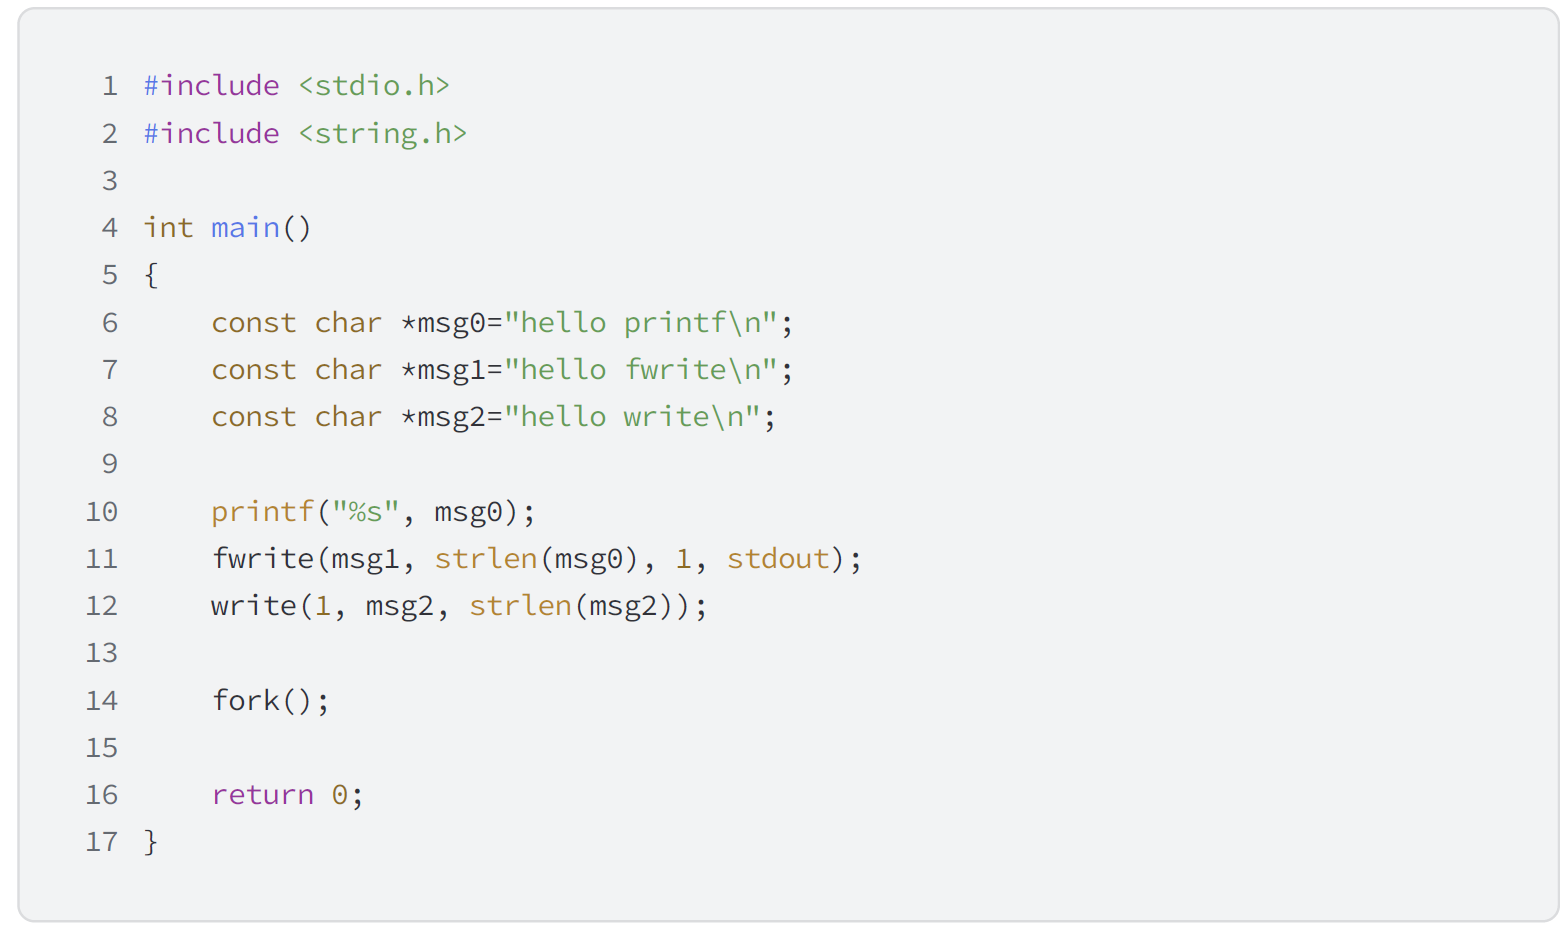 1 #include <stdio.h>
2 #include <string.h>
3
4 int main()
5 {
6     const char *msg0="hello printf\n";
7     const char *msg1="hello fwrite\n";
8     const char *msg2="hello write\n";
9
10     printf("%s", msg0);
11     fwrite(msg1, strlen(msg0), 1, stdout);
12     write(1, msg2, strlen(msg2));
13
14     fork();
15
16     return 0;
17 }